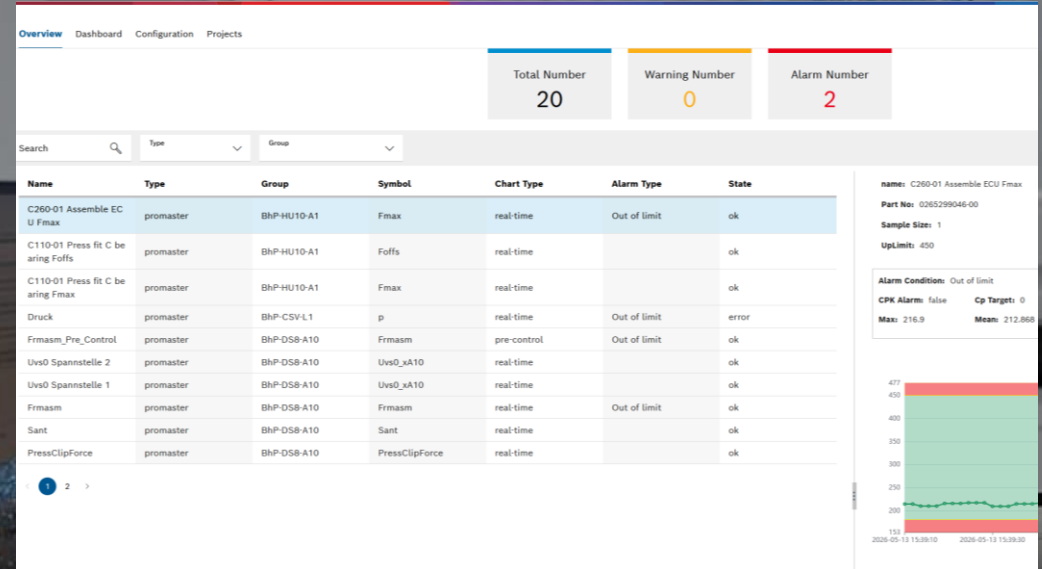 Overview Dashboard Configuration Projects
Total Number Warning Number Alarm Number
20 0 2
Search Type Group
Name Type Group Symbol Chart Type Alarm Type State
C260-01 Assemble EC
U Fmax promaster BhP-HU10-A1 Fmax real-time Out of limit ok
C110-01 Press fit C be
aring Foffs promaster BhP-HU10-A1 Foffs real-time ok
C110-01 Press fit C be
aring Fmax promaster BhP-HU10-A1 Fmax real-time ok
Druck promaster BhP-CSV-L1 p real-time Out of limit error
Frmasm_Pre_Control promaster BhP-DS8-A10 Frmasm pre-control Out of limit ok
Uvs0 Spannstelle 2 promaster BhP-DS8-A10 Uvs0_xA10 real-time ok
Uvs0 Spannstelle 1 promaster BhP-DS8-A10 Uvs0_xA10 real-time ok
Frmasm promaster BhP-DS8-A10 Frmasm real-time Out of limit ok
Sant promaster BhP-DS8-A10 Sant real-time ok
PressClipForce promaster BhP-DS8-A10 PressClipForce real-time ok
1 2
name: C260-01 Assemble ECU Fmax
Part No: 0265299046-00
Sample Size: 1
UpLimit: 450
Alarm Condition: Out of limit
CPK Alarm: false Cp Target: 0
Max: 216.9 Mean: 212.868
477
450
400
350
300
250
200
153
2026-05-13 15:39:10 2026-05-13 15:39:30